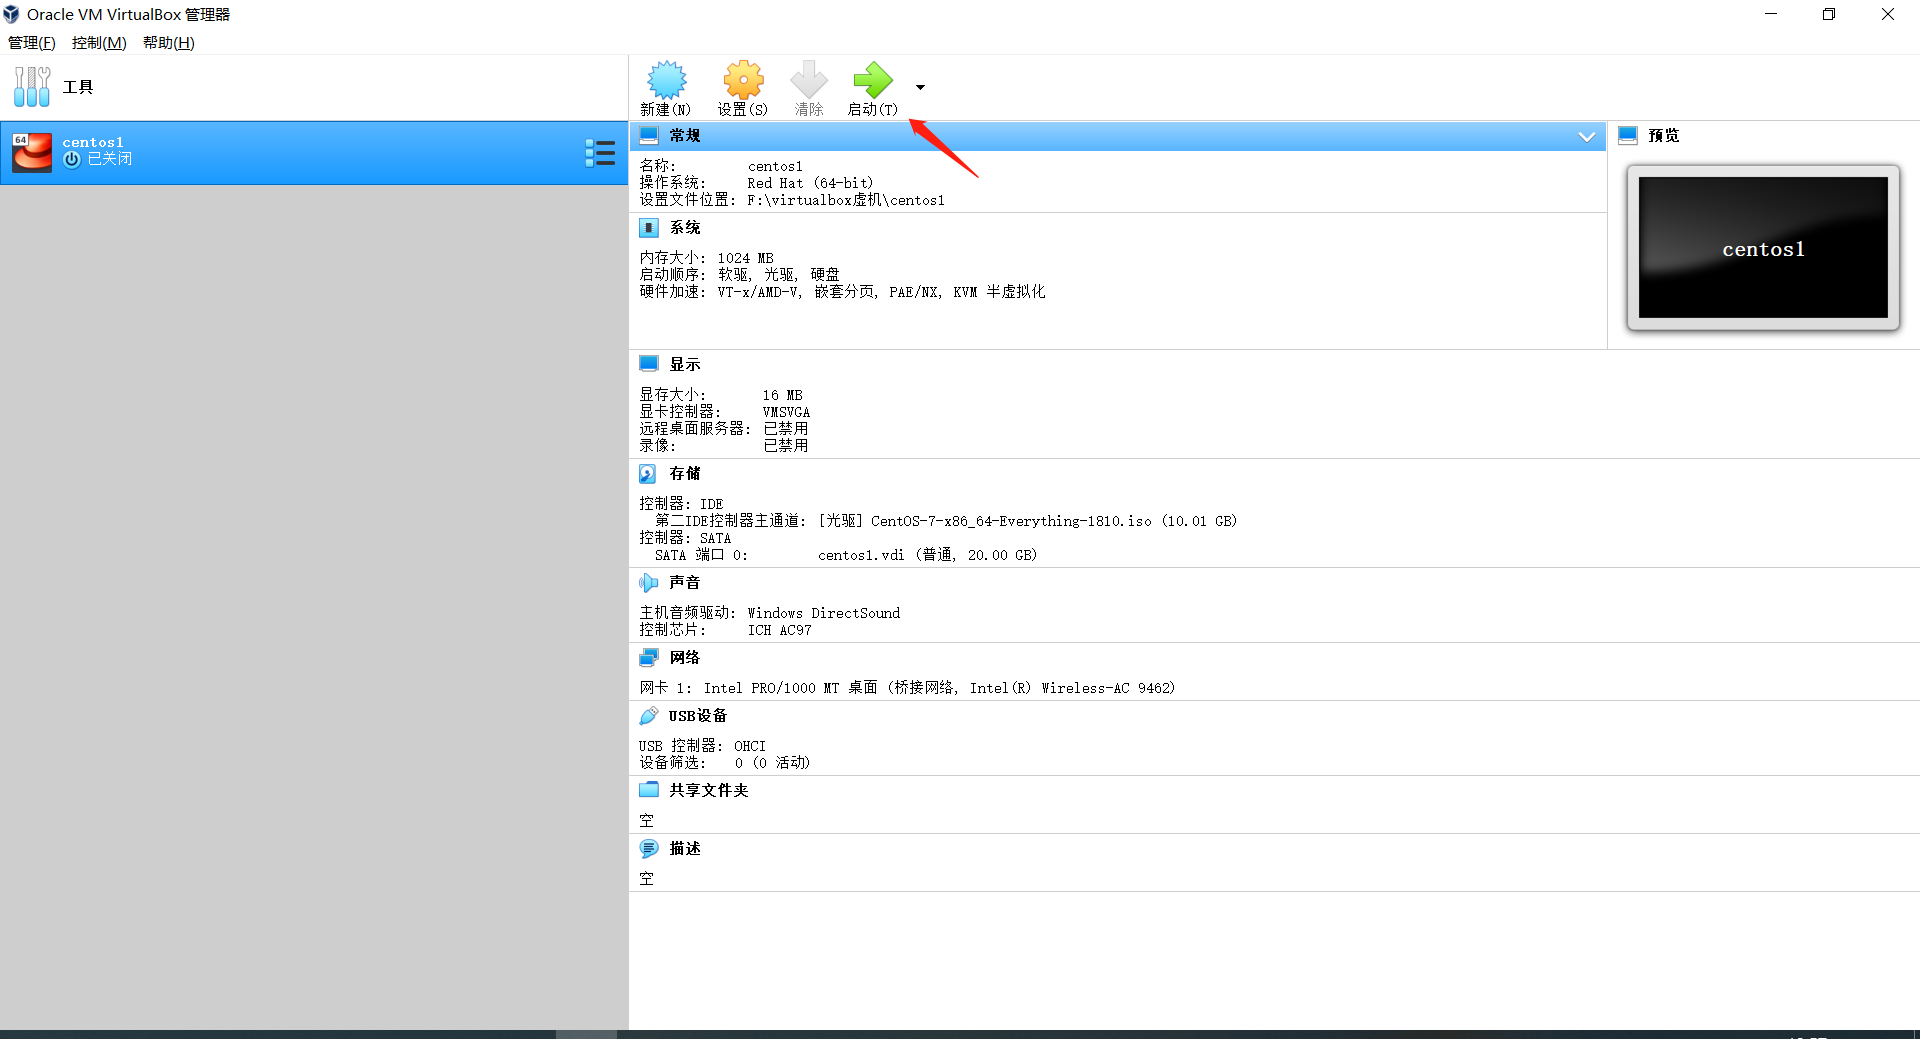 Oracle VM VirtualBox 管理器
管理(F) 控制(M) 帮助(H)
工具
新建(N) 设置(S) 清除 启动(T)
64
centos1
已关闭
常规
名称: centos1
操作系统: Red Hat (64-bit)
设置文件位置: F:\virtualbox虚机\centos1
预览
centos1
系统
内存大小: 1024 MB
启动顺序: 软驱, 光驱, 硬盘
硬件加速: VT-x/AMD-V, 嵌套分页, PAE/NX, KVM 半虚拟化
显示
显存大小: 16 MB
显卡控制器: VMSVGA
远程桌面服务器: 已禁用
录像: 已禁用
存储
控制器: IDE
第二IDE控制器主通道: [光驱] CentOS-7-x86_64-Everything-1810.iso (10.01 GB)
控制器: SATA
SATA 端口 0: centos1.vdi (普通, 20.00 GB)
声音
主机音频驱动: Windows DirectSound
控制芯片: ICH AC97
网络
网卡 1: Intel PRO/1000 MT 桌面 (桥接网络, Intel(R) Wireless-AC 9462)
USB设备
USB 控制器: OHCI
设备筛选: 0 (0 活动)
共享文件夹
空
描述
空